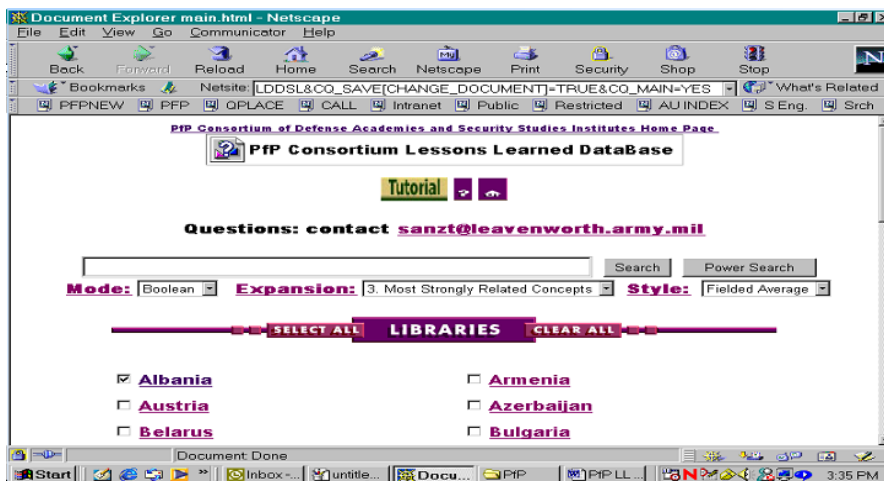 Document Explorer main.html - Netscape
File Edit View Go Communicator Help
Back Forward Reload Home Search Netscape Print Security Shop Stop
Bookmarks Netsite: LDDSL&CQ_SAVE[CHANGE_DOCUMENT]=TRUE&CQ_MAIN=YES What's Related
PFPNEW PFP QPLACE CALL Intranet Public Restricted AU INDEX S Eng. Srch
PfP Consortium of Defense Academies and Security Studies Institutes Home Page
PfP Consortium Lessons Learned DataBase
Tutorial ?
Questions: contact sanzt@leavenworth.army.mil
Search Power Search
Mode: Boolean Expansion: 3. Most Strongly Related Concepts Style: Fielded Average
SELECT ALL LIBRARIES CLEAR ALL
Albania Armenia
Austria Azerbaijan
Belarus Bulgaria
Document: Done
Start » Inbox -... untitle... Docu... PfP PfP LL ... 3:35 PM